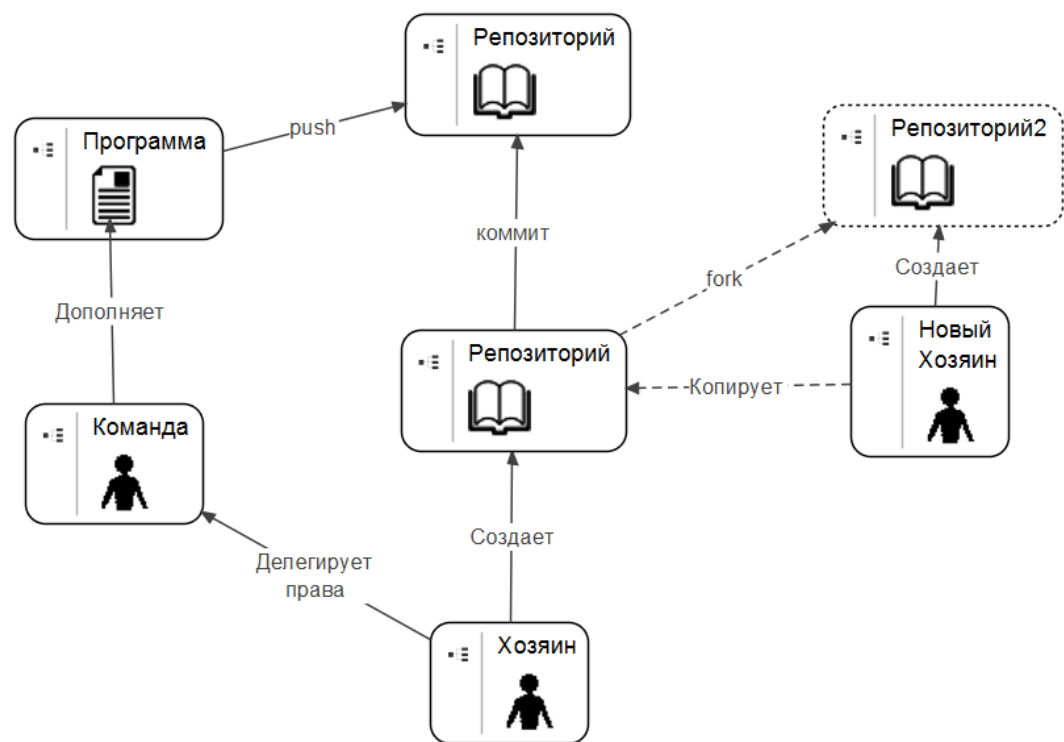 Репозиторий
Программа
push
Репозиторий2
коммит
fork
Создает
Дополняет
Репозиторий
Новый
Хозяин
Копирует
Команда
Создает
Делегирует
права
Хозяин